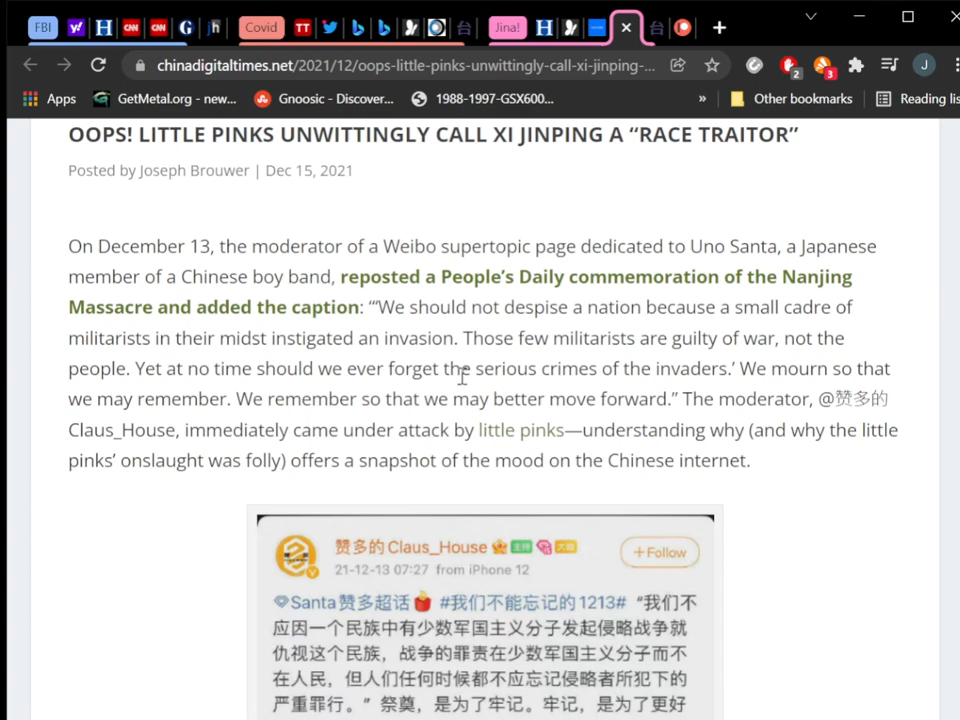 FBI
Covid
Jina!
chinadigitaltimes.net/2021/12/oops-little-pinks-unwittingly-call-xi-jinping-...
2
3
J
Apps
GetMetal.org - new...
Gnoosic - Discover...
1988-1997-GSX600...
»
Other bookmarks
Reading lis
OOPS! LITTLE PINKS UNWITTINGLY CALL XI JINPING A “RACE TRAITOR”
Posted by Joseph Brouwer | Dec 15, 2021
On December 13, the moderator of a Weibo supertopic page dedicated to Uno Santa, a Japanese
member of a Chinese boy band, reposted a People’s Daily commemoration of the Nanjing
Massacre and added the caption: “‘We should not despise a nation because a small cadre of
militarists in their midst instigated an invasion. Those few militarists are guilty of war, not the
people. Yet at no time should we ever forget the serious crimes of the invaders.’ We mourn so that
we may remember. We remember so that we may better move forward.” The moderator, @赞多的
Claus_House, immediately came under attack by little pinks—understanding why (and why the little
pinks’ onslaught was folly) offers a snapshot of the mood on the Chinese internet.
赞多的Claus_House
+Follow
21-12-13 07:27 from iPhone 12
Santa赞多超话 #我们不能忘记的1213# “我们不
应因一个民族中有少数军国主义分子发起侵略战争就
仇视这个民族，战争的罪责在少数军国主义分子而不
在人民，但人们任何时候都不应忘记侵略者所犯下的
严重罪行。” 祭奠，是为了牢记。牢记，是为了更好